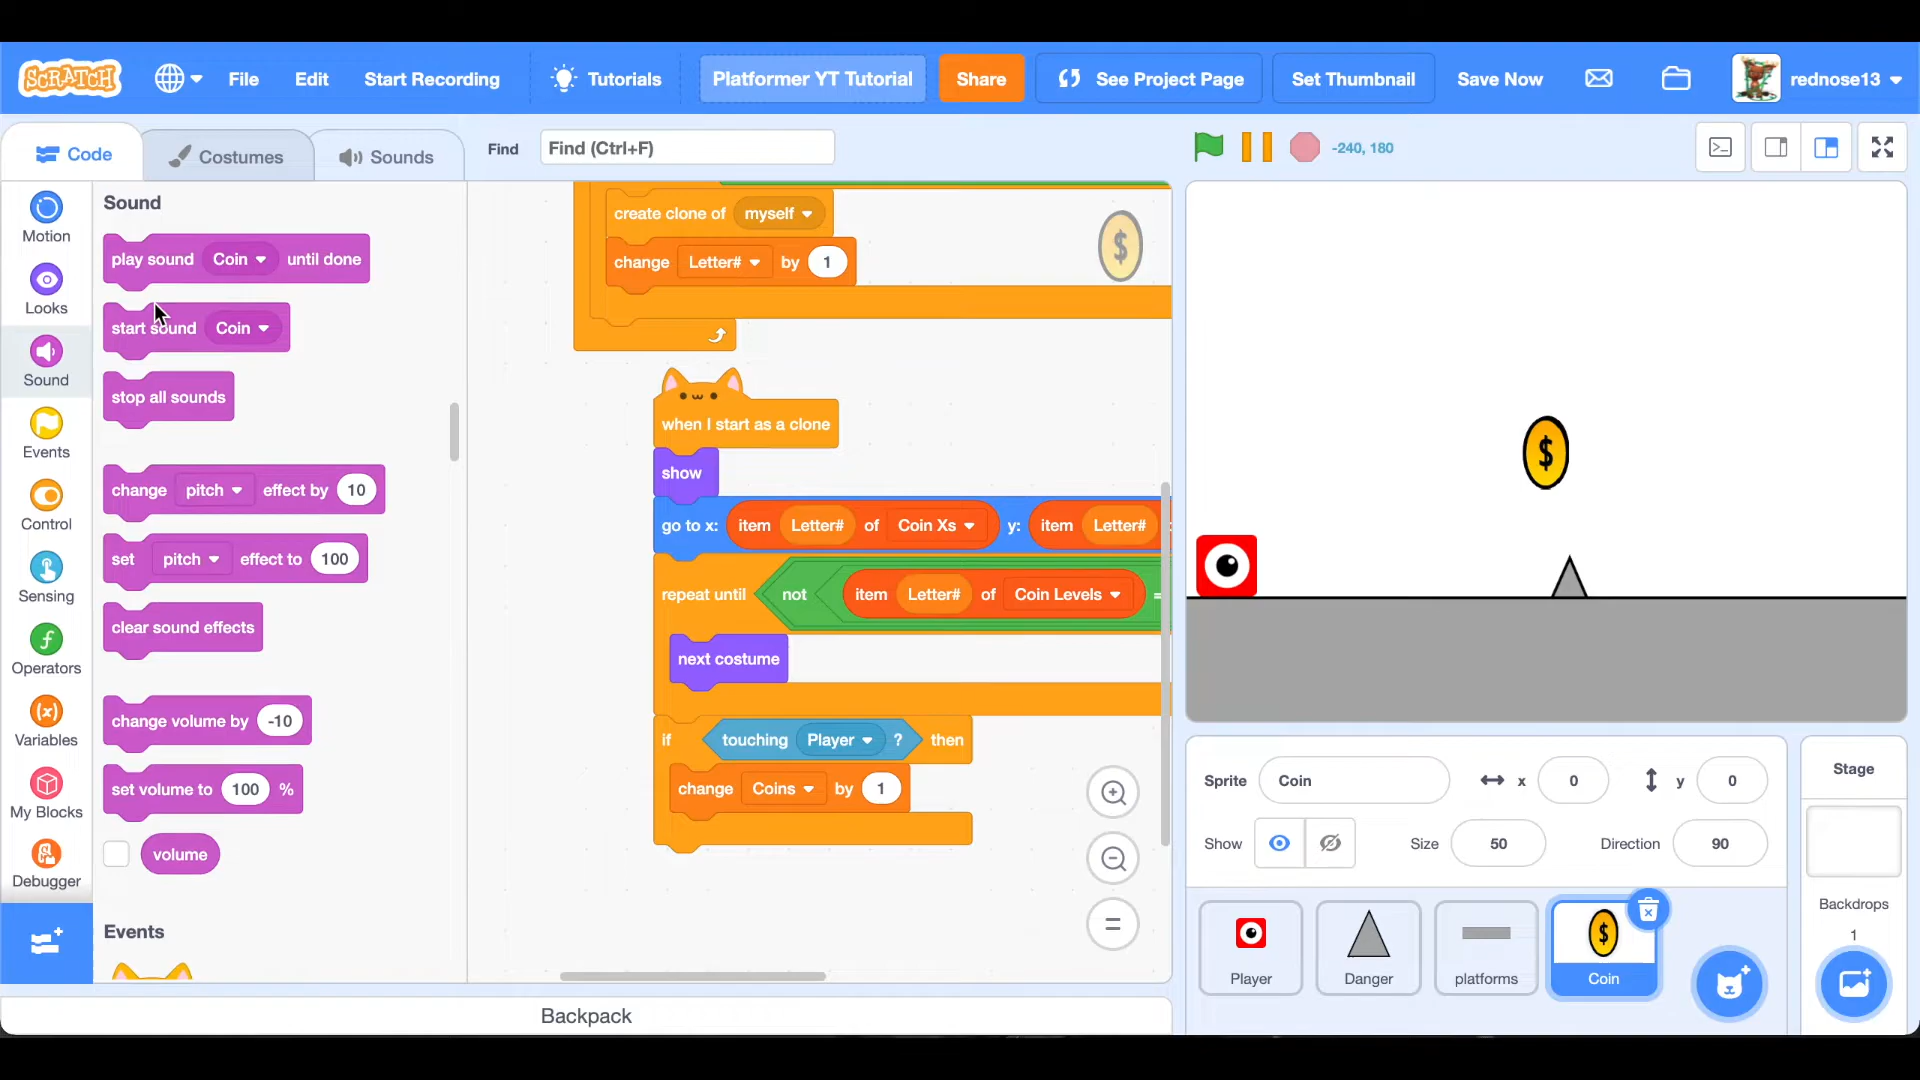 SCRATCH File Edit Start Recording Tutorials Platformer YT Tutorial Share See Project Page Set Thumbnail Save Now rednose13
Code Costumes Sounds Find Find (Ctrl+F) -240, 180
Motion
Looks
Sound
Events
Control
Sensing
Operators
Variables
My Blocks
Debugger
Sound
play sound Coin until done
start sound Coin
stop all sounds
change pitch effect by 10
set pitch effect to 100
clear sound effects
change volume by -10
set volume to 100 %
volume
Events
create clone of myself
change Letter# by 1
$
when I start as a clone
show
go to x: item Letter# of Coin Xs y: item Letter#
repeat until not item Letter# of Coin Levels =
next costume
if touching Player ? then
change Coins by 1
Backpack
$
Sprite Coin x 0 y 0
Show Size 50 Direction 90
Player
Danger
platforms
$
Coin
Stage
Backdrops
1